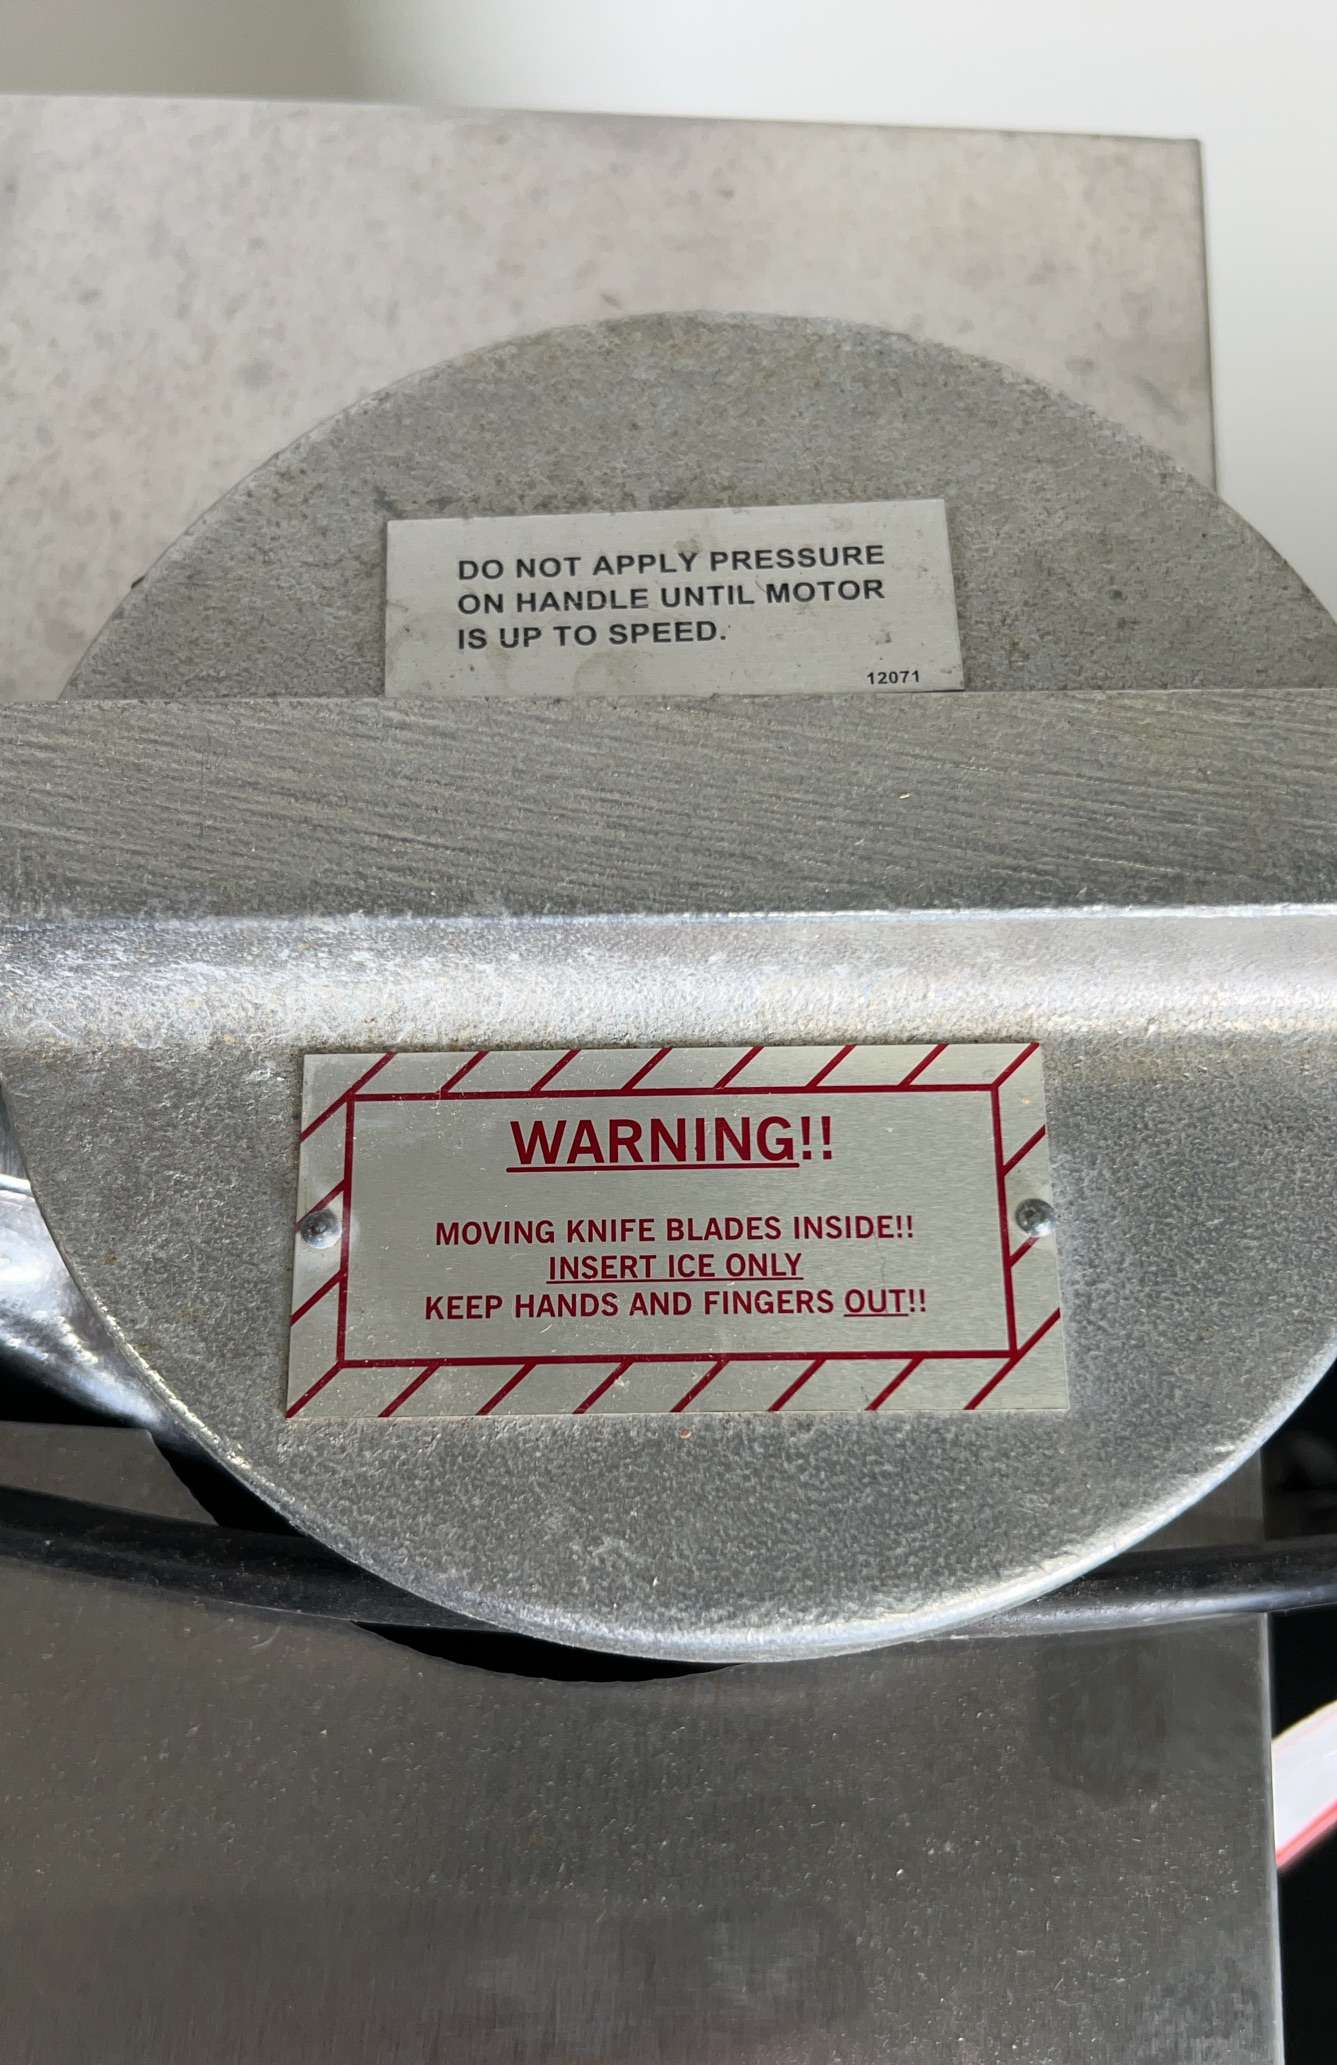 DO NOT APPLY PRESSURE
ON HANDLE UNTIL MOTOR
IS UP TO SPEED.
12071
WARNING!!
MOVING KNIFE BLADES INSIDE!!
INSERT ICE ONLY
KEEP HANDS AND FINGERS OUT!!